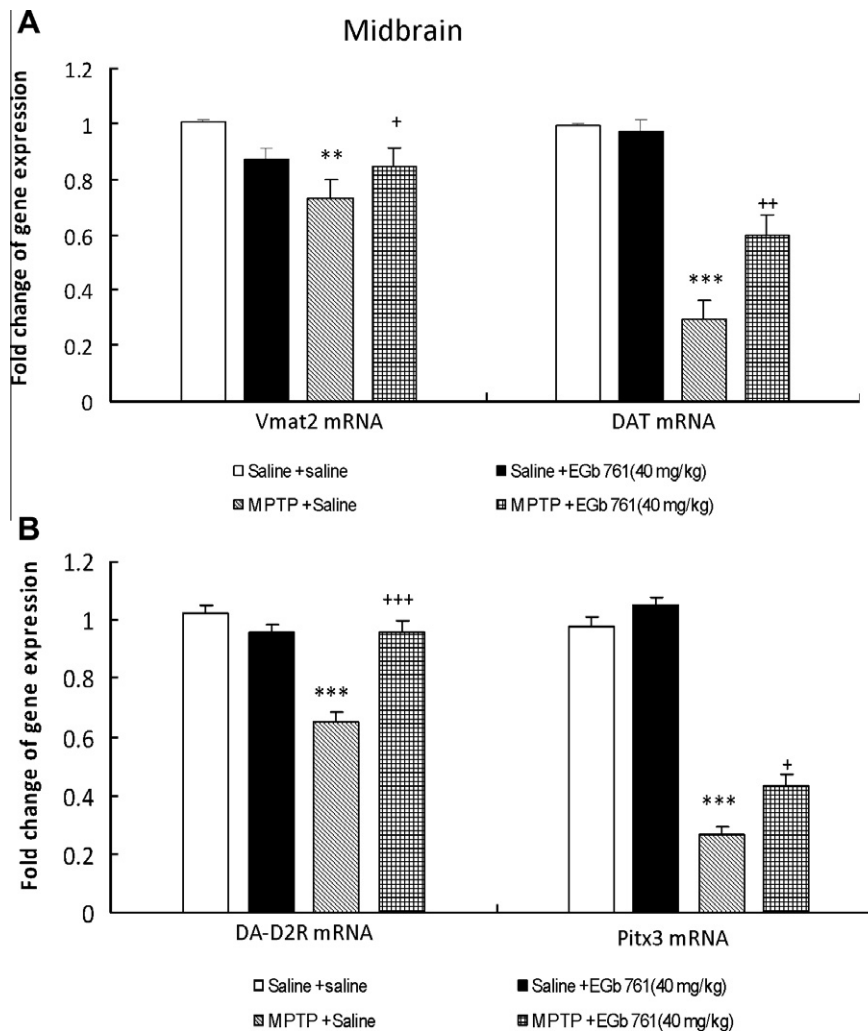 A
Midbrain
Fold change of gene expression
1.2
1
0.8
0.6
0.4
0.2
0
**
+
***
++
Vmat2 mRNA DAT mRNA
Saline +saline Saline +EGb 761(40 mg/kg)
MPTP +Saline MPTP +EGb 761(40 mg/kg)
B
Fold change of gene expression
1.2
1
0.8
0.6
0.4
0.2
0
***
+++
***
+
DA-D2R mRNA Pitx3 mRNA
Saline +saline Saline +EGb 761(40 mg/kg)
MPTP +Saline MPTP +EGb 761(40 mg/kg)